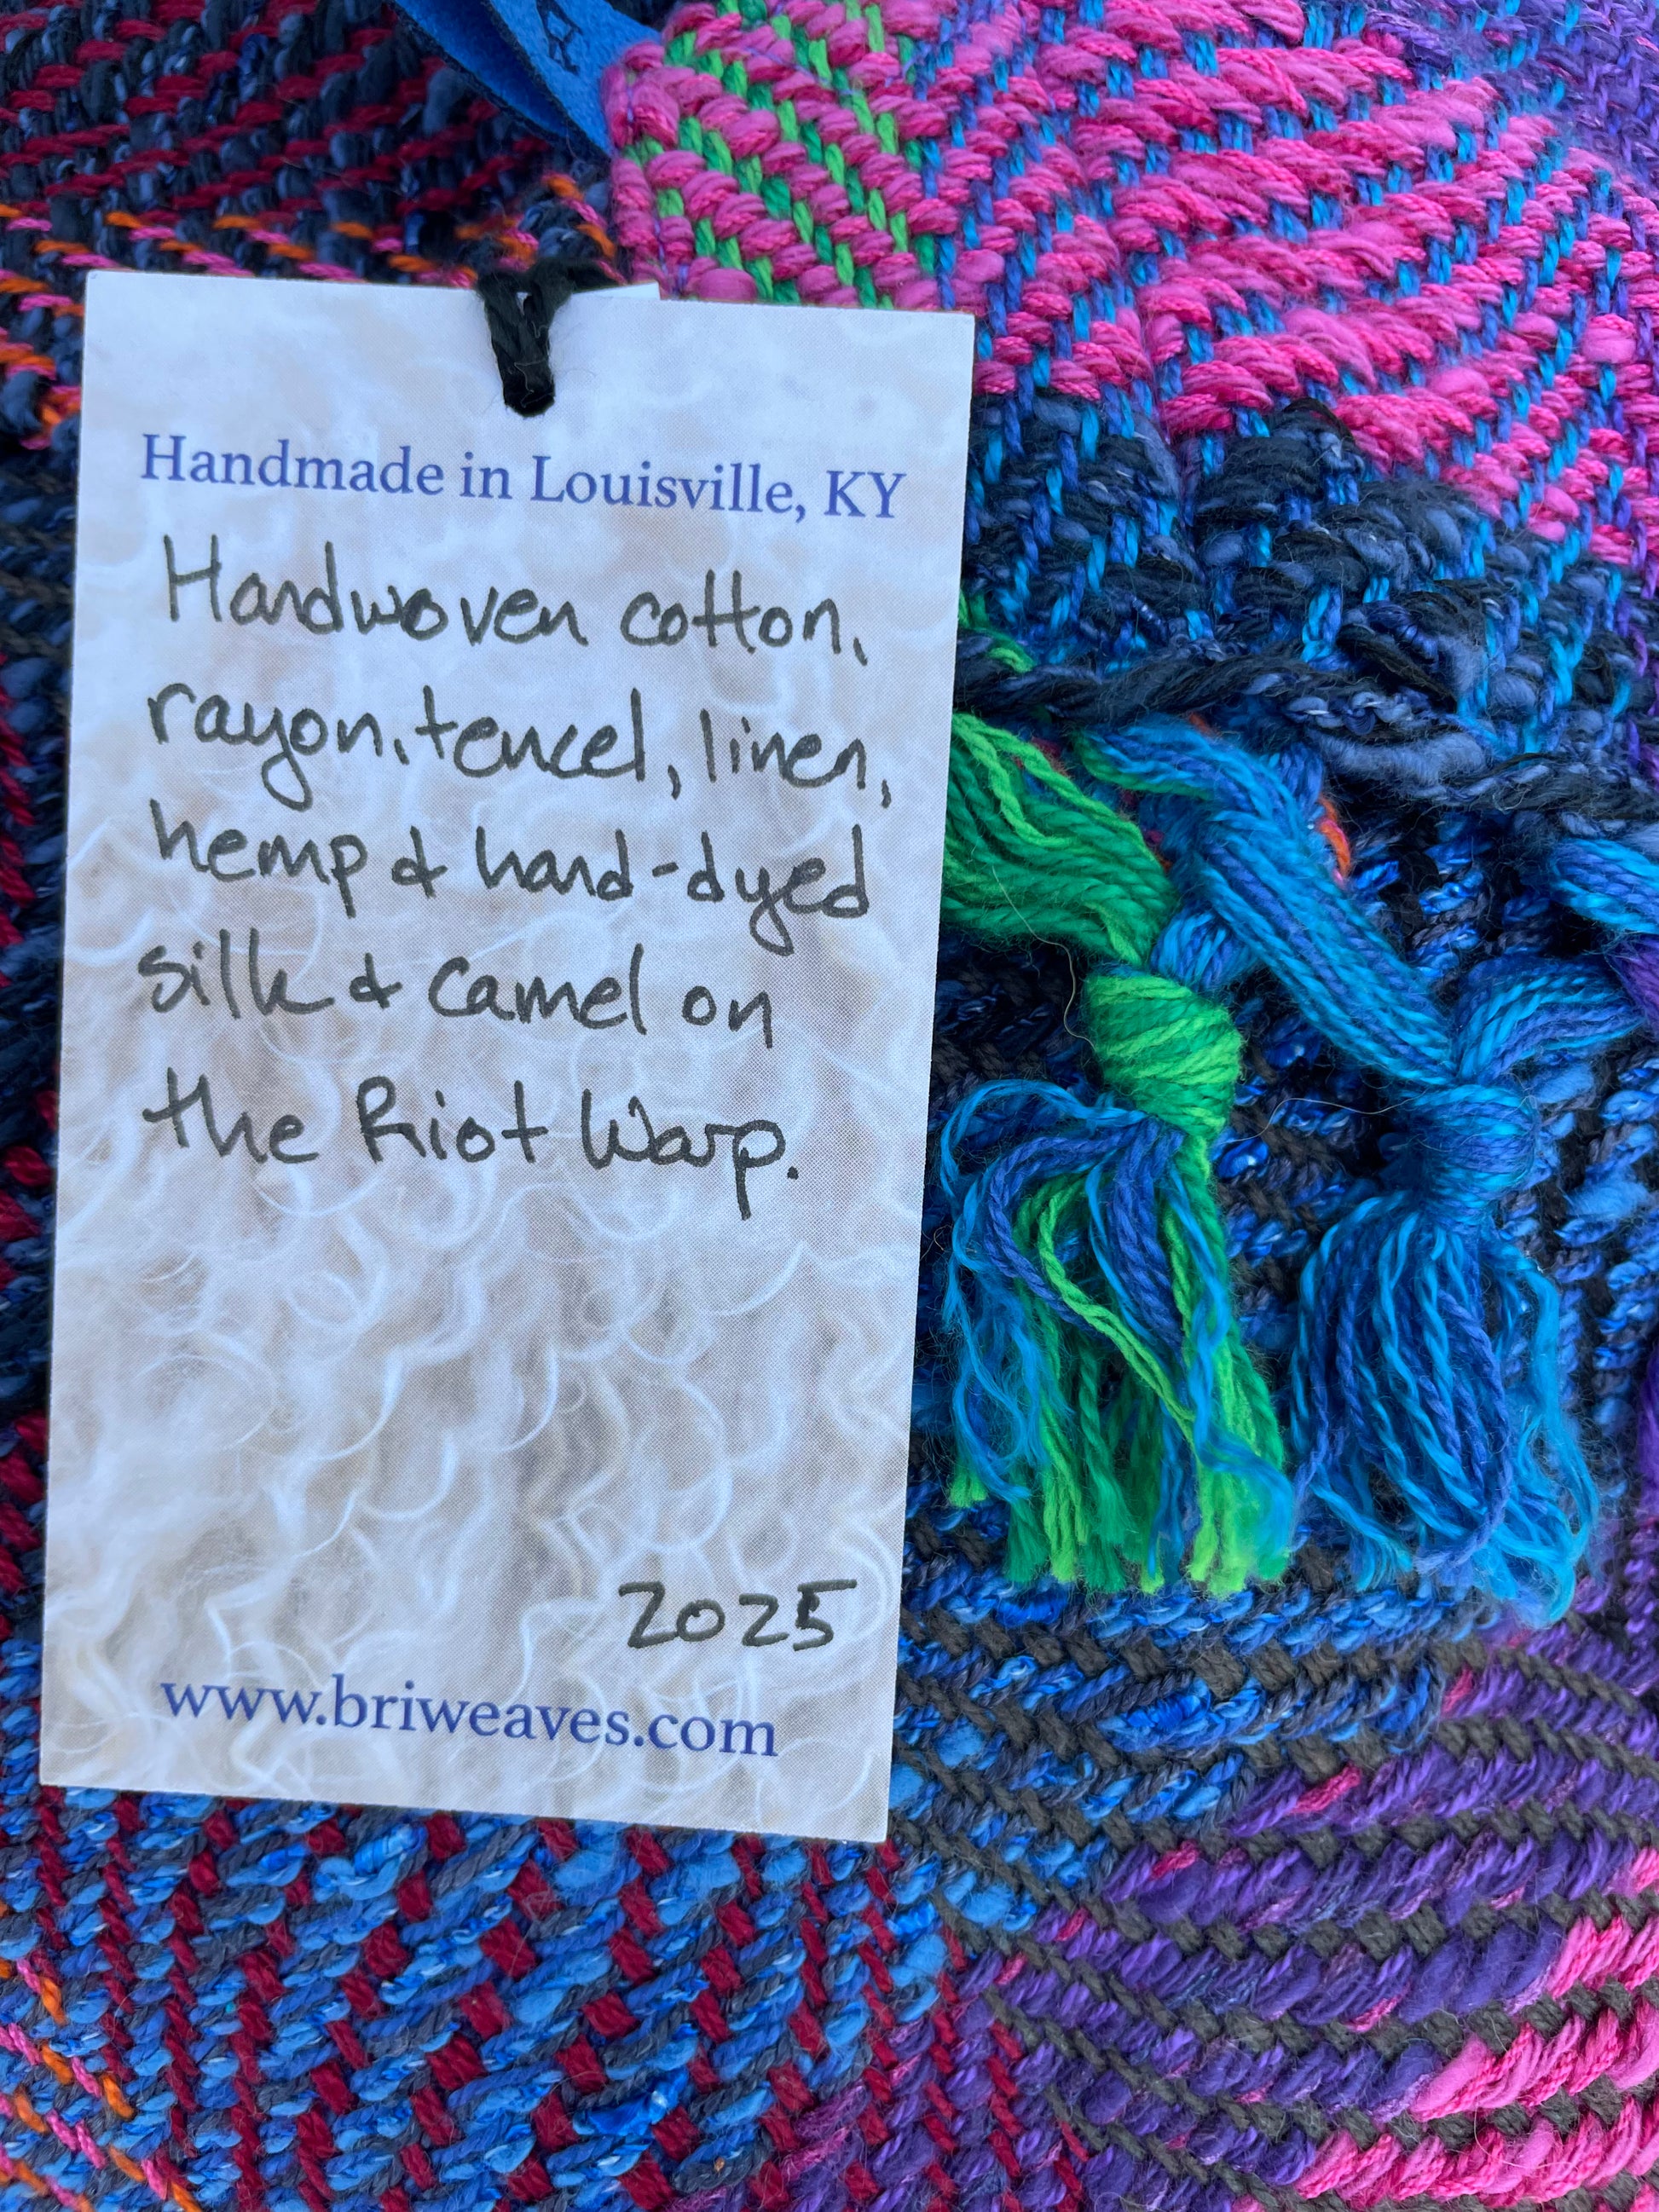 Handmade in Louisville, KY
Handwoven cotton,
rayon, tencel, linen,
hemp & hand-dyed
silk & camel on
the Riot Warp.
2025
www.briweaves.com